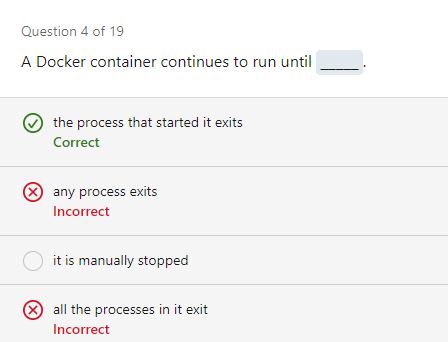 Question 4 of 19
A Docker container continues to run until _____.
the process that started it exits
Correct
any process exits
Incorrect
it is manually stopped
all the processes in it exit
Incorrect